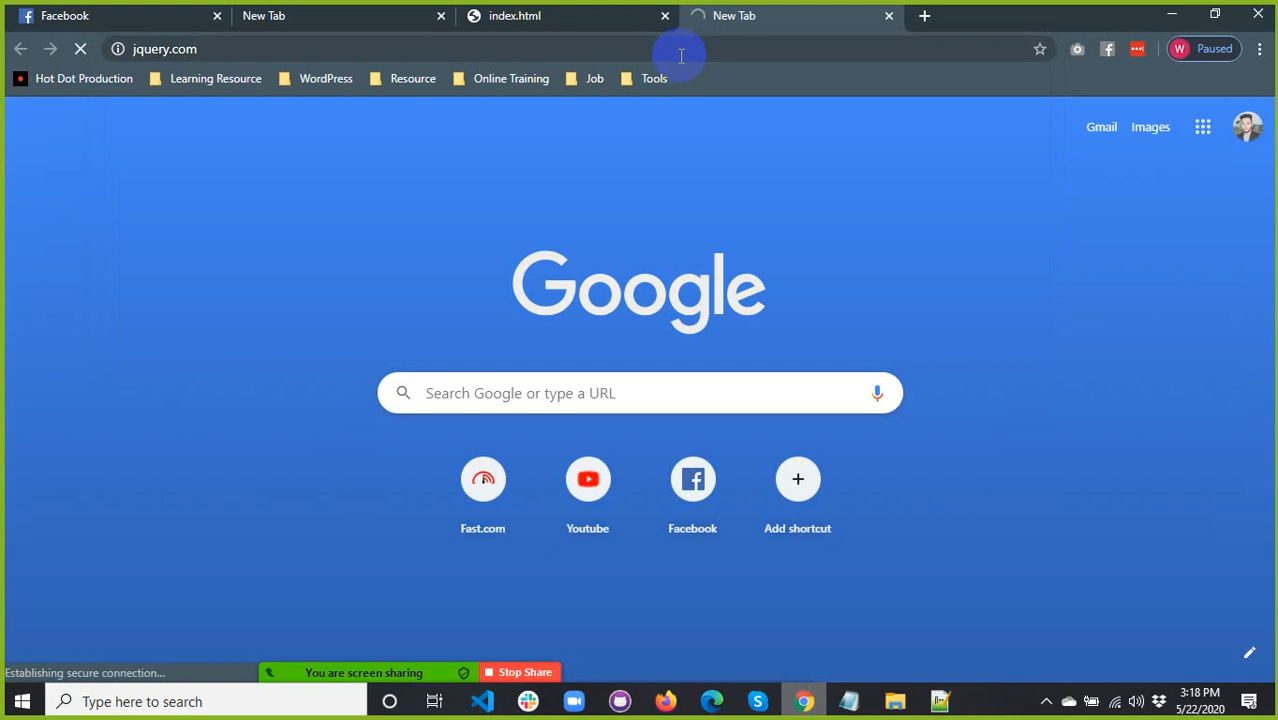 Facebook
New Tab
index.html
New Tab
jquery.com
W Paused
Hot Dot Production
Learning Resource
WordPress
Resource
Online Training
Job
Tools
Gmail
Images
Google
Search Google or type a URL
Fast.com
Youtube
Facebook
Add shortcut
Establishing secure connection...
You are screen sharing
Stop Share
Type here to search
3:18 PM
5/22/2020